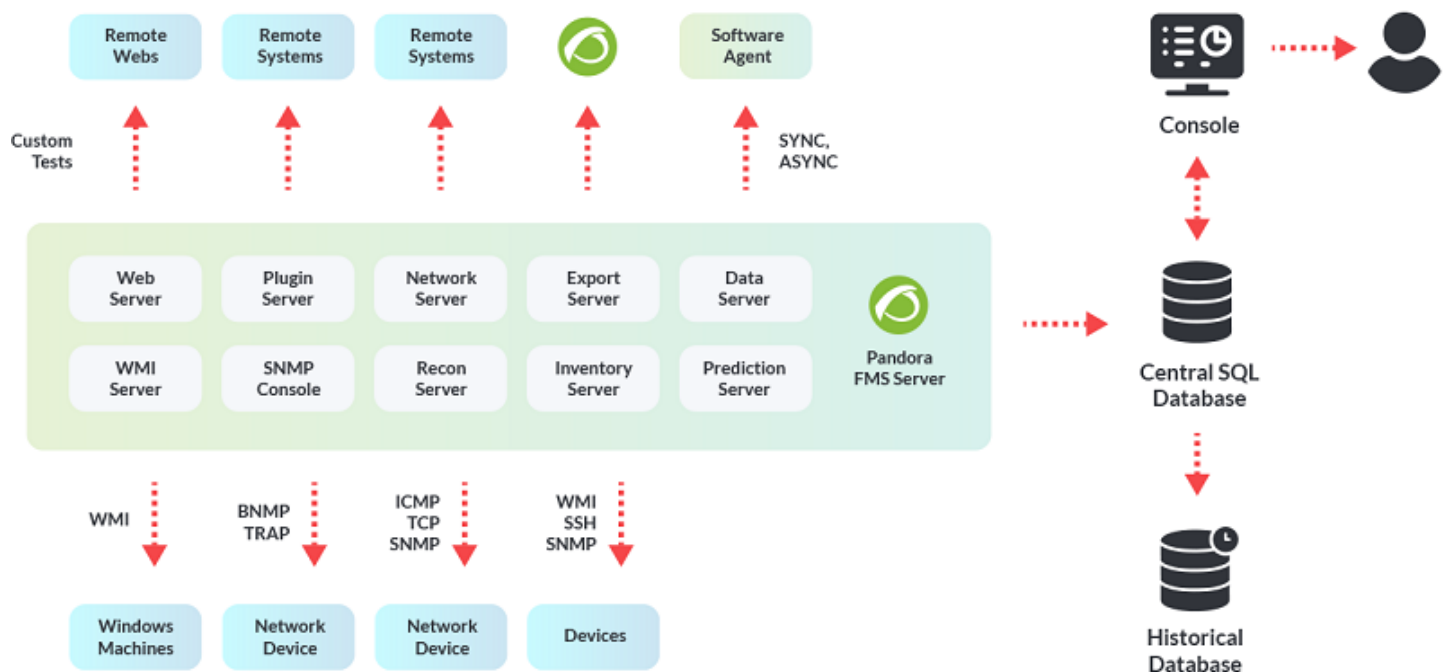 Remote
Webs
Remote
Systems
Remote
Systems
Software
Agent
Console
Custom
Tests
SYNC,
ASYNC
Web
Server
Plugin
Server
Network
Server
Export
Server
Data
Server
WMI
Server
SNMP
Console
Recon
Server
Inventory
Server
Prediction
Server
Pandora
FMS Server
Central SQL
Database
WMI
BNMP
TRAP
ICMP
TCP
SNMP
WMI
SSH
SNMP
Windows
Machines
Network
Device
Network
Device
Devices
Historical
Database